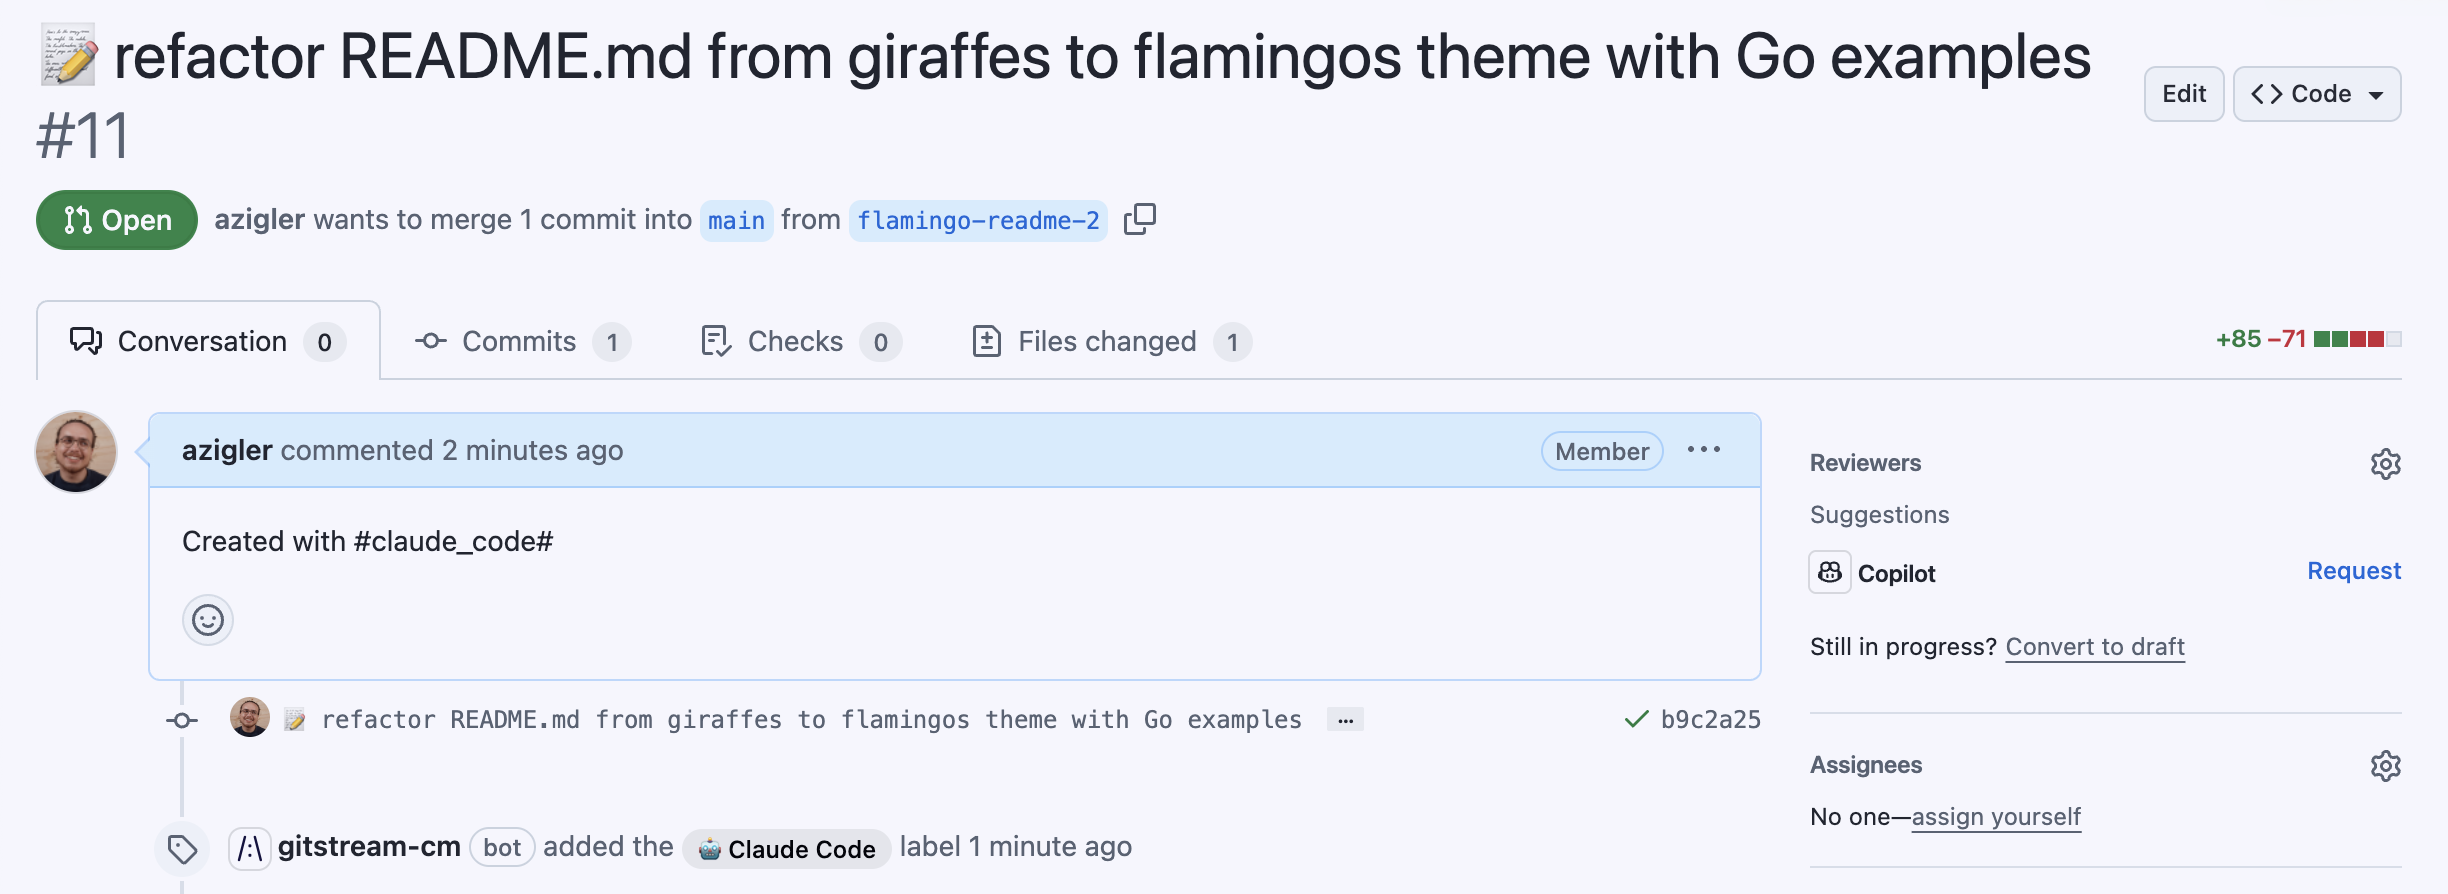 📝 refactor README.md from giraffes to flamingos theme with Go examples
#11
Edit
<> Code
Open
azigler wants to merge 1 commit into main from flamingo-readme-2
Conversation 0
Commits 1
Checks 0
Files changed 1
+85 −71
azigler commented 2 minutes ago
Member
Created with #claude_code#
📝 refactor README.md from giraffes to flamingos theme with Go examples ...
b9c2a25
/:\ gitstream-cm bot added the 🤖 Claude Code label 1 minute ago
Reviewers
Suggestions
Copilot
Request
Still in progress? Convert to draft
Assignees
No one—assign yourself